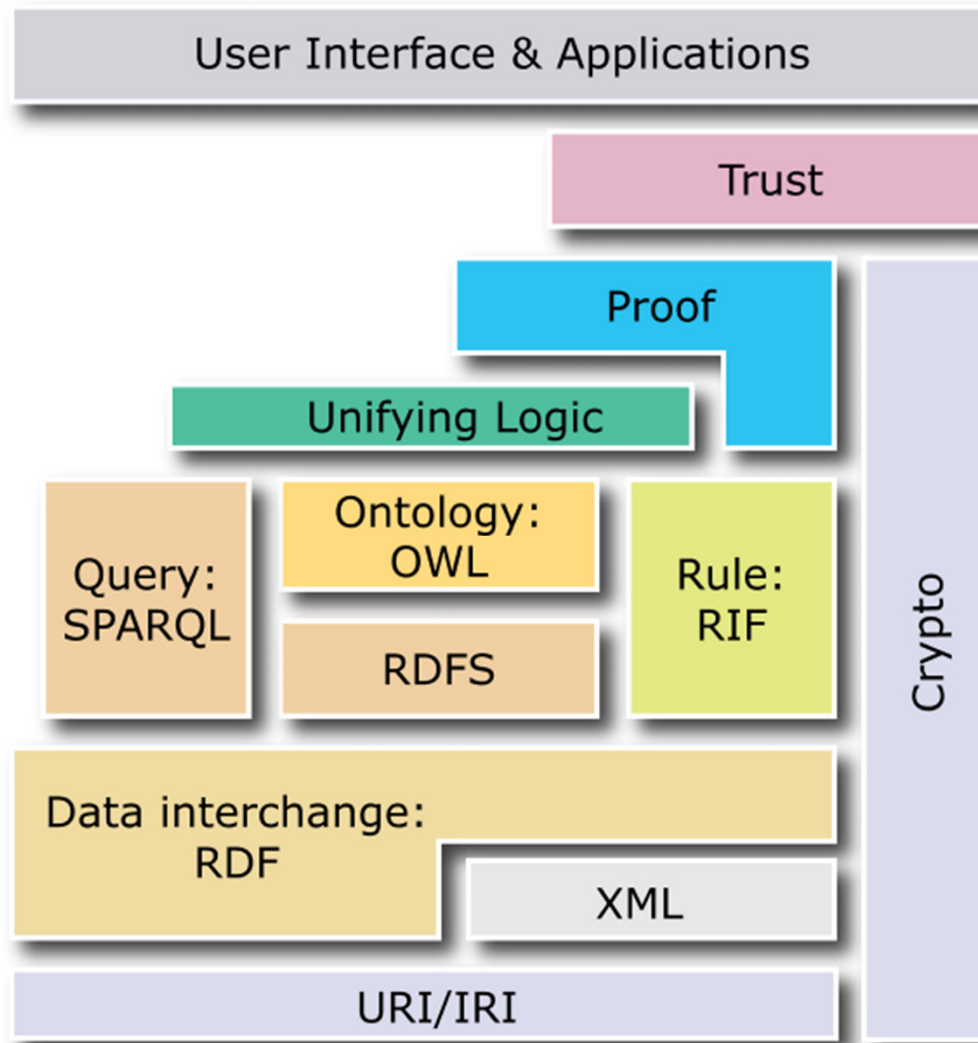 User Interface & Applications
Trust
Proof
Unifying Logic
Ontology:
OWL
Query:
SPARQL
Rule:
RIF
RDFS
Crypto
Data interchange:
RDF
XML
URI/IRI